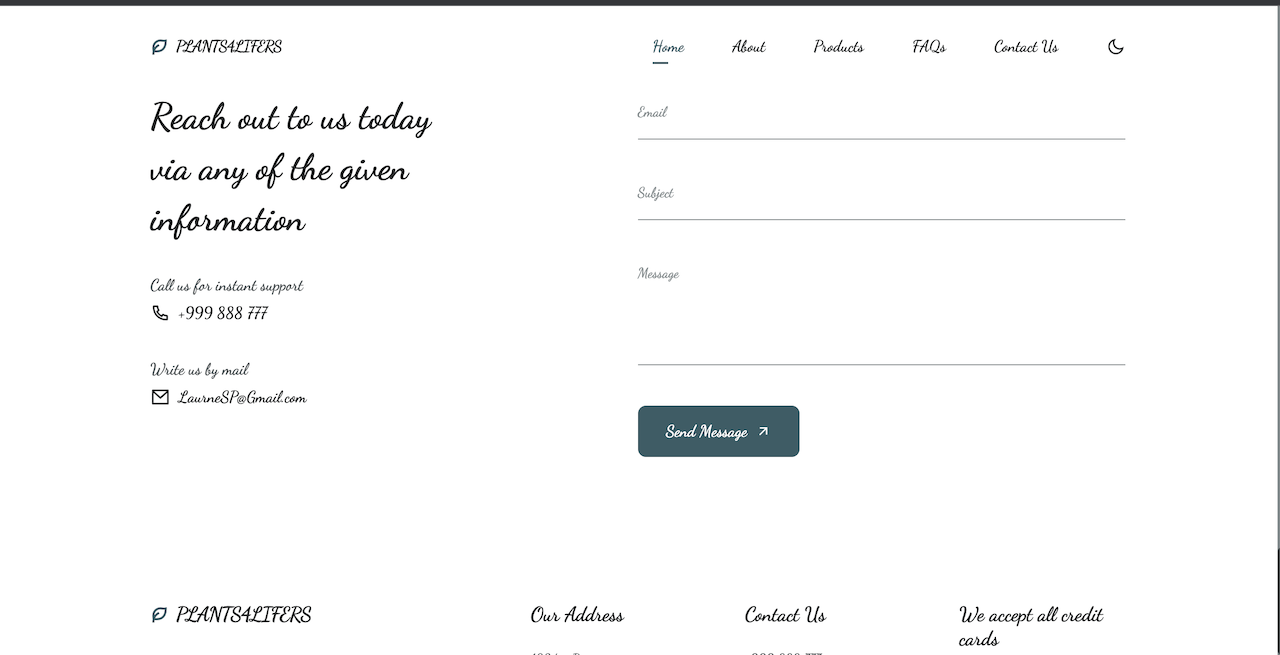 PLANTS4LIFERS
Home About Products FAQs Contact Us
Reach out to us today
via any of the given
information
Call us for instant support
+999 888 777
Write us by mail
LaurneSP@Gmail.com
Email
Subject
Message
Send Message
PLANTS4LIFERS
Our Address
Contact Us
We accept all credit
cards